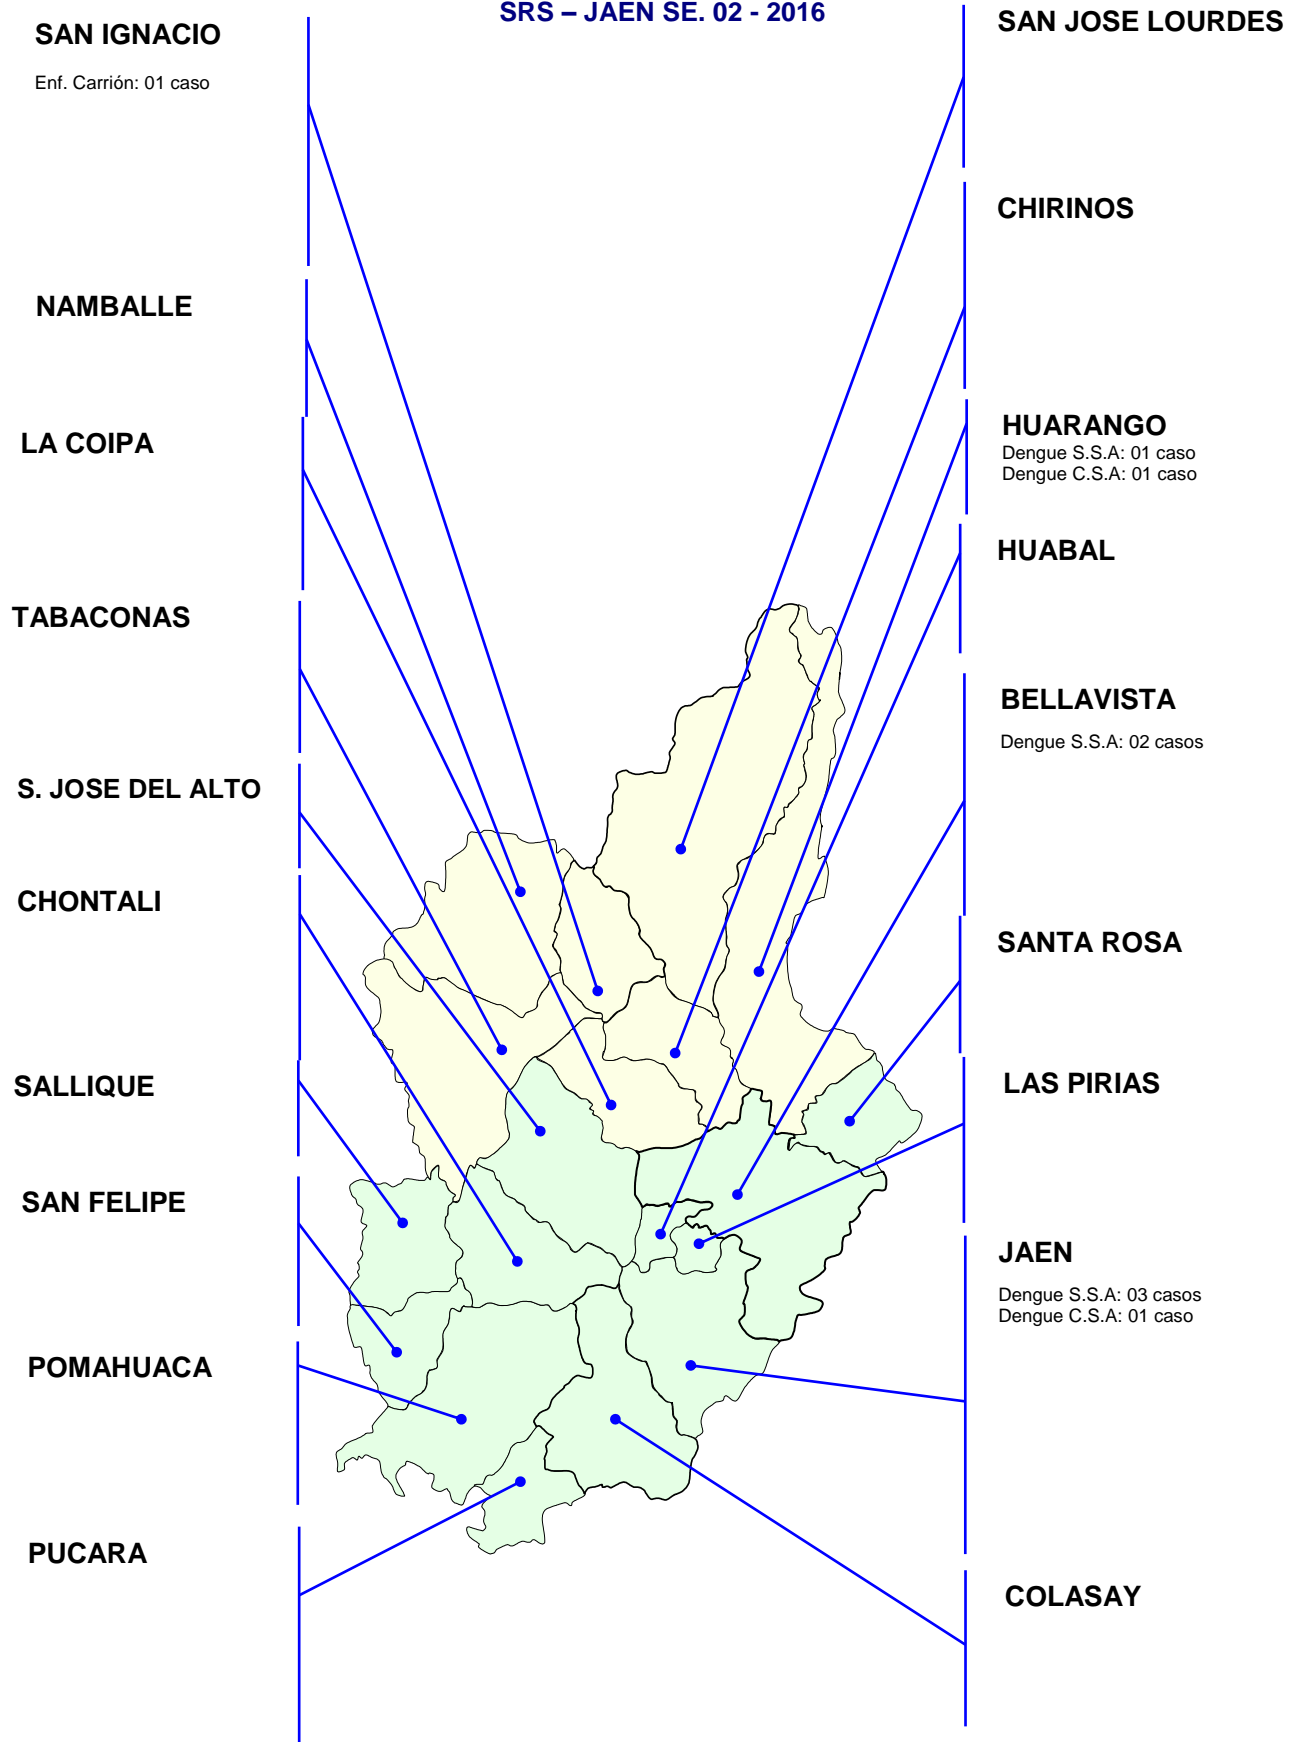 SRS – JAEN SE. 02 - 2016
SAN IGNACIO
Enf. Carrión: 01 caso
NAMBALLE
LA COIPA
TABACONAS
S. JOSE DEL ALTO
CHONTALI
SALLIQUE
SAN FELIPE
POMAHUACA
PUCARA
SAN JOSE LOURDES
CHIRINOS
HUARANGO
Dengue S.S.A: 01 caso
Dengue C.S.A: 01 caso
HUABAL
BELLAVISTA
Dengue S.S.A: 02 casos
SANTA ROSA
LAS PIRIAS
JAEN
Dengue S.S.A: 03 casos
Dengue C.S.A: 01 caso
COLASAY